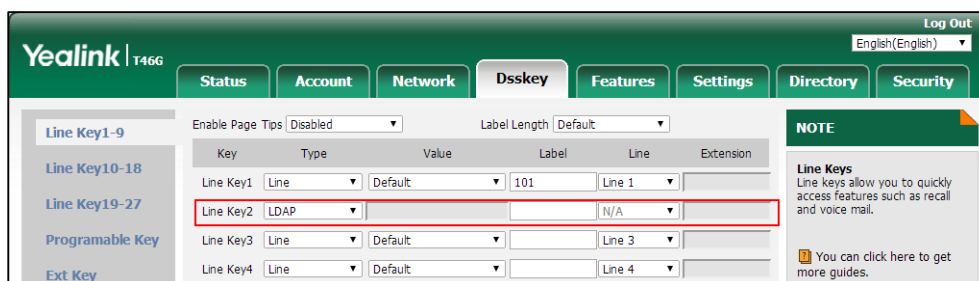 Log Out
Yealink | T46G
English(English)
Status Account Network Dsskey Features Settings Directory Security
Line Key1-9
Line Key10-18
Line Key19-27
Programable Key
Ext Key
Enable Page Tips Disabled Label Length Default
Key Type Value Label Line Extension
Line Key1 Line Default 101 Line 1
Line Key2 LDAP N/A
Line Key3 Line Default Line 3
Line Key4 Line Default Line 4
NOTE
Line Keys
Line keys allow you to quickly
access features such as recall
and voice mail.
You can click here to get
more guides.